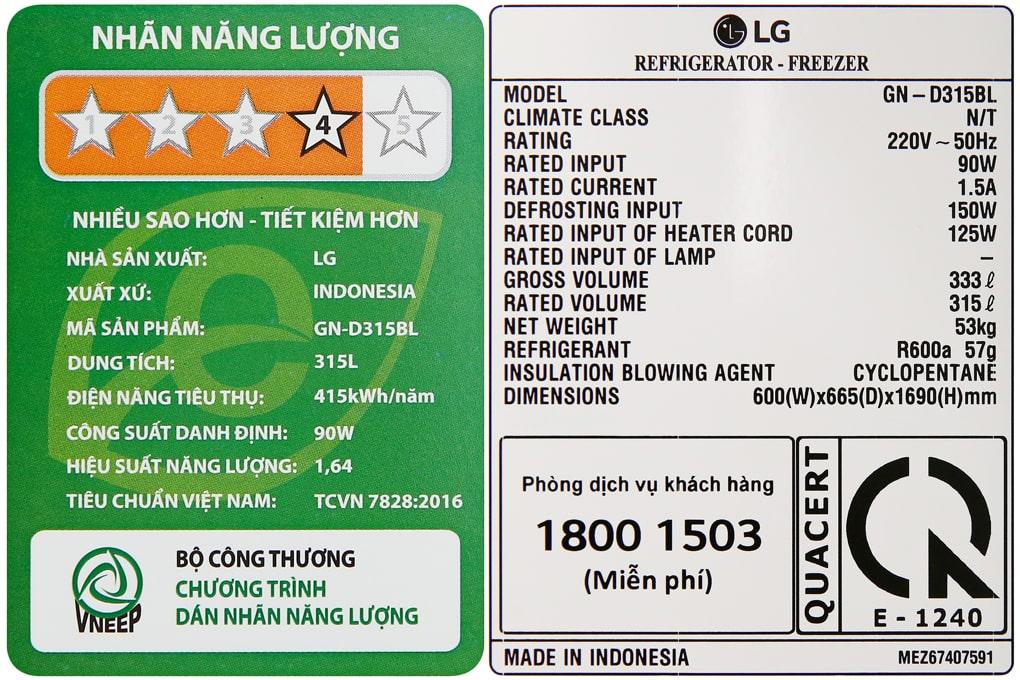 NHÃN NĂNG LƯỢNG
1 2 3 4 5
NHIỀU SAO HƠN - TIẾT KIỆM HƠN
NHÀ SẢN XUẤT: LG
XUẤT XỨ: INDONESIA
MÃ SẢN PHẨM: GN-D315BL
DUNG TÍCH: 315L
ĐIỆN NĂNG TIÊU THỤ: 415kWh/năm
CÔNG SUẤT DANH ĐỊNH: 90W
HIỆU SUẤT NĂNG LƯỢNG: 1,64
TIÊU CHUẨN VIỆT NAM: TCVN 7828:2016
VNEEP
BỘ CÔNG THƯƠNG
CHƯƠNG TRÌNH
DÁN NHÃN NĂNG LƯỢNG
LG
REFRIGERATOR - FREEZER
MODEL GN-D315BL
CLIMATE CLASS N/T
RATING 220V ~ 50Hz
RATED INPUT 90W
RATED CURRENT 1.5A
DEFROSTING INPUT 150W
RATED INPUT OF HEATER CORD 125W
RATED INPUT OF LAMP –
GROSS VOLUME 333 ℓ
RATED VOLUME 315 ℓ
NET WEIGHT 53kg
REFRIGERANT R600a 57g
INSULATION BLOWING AGENT CYCLOPENTANE
DIMENSIONS 600(W)x665(D)x1690(H)mm
Phòng dịch vụ khách hàng
1800 1503
(Miễn phí)
QUACERT
E - 1240
MADE IN INDONESIA MEZ67407591